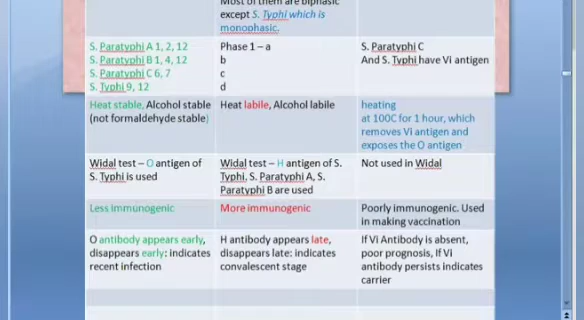 Most of them are biphasic
except S. Typhi which is
monophasic.
S. Paratyphi A 1, 2, 12
S. Paratyphi B 1, 4, 12
S. Paratyphi C 6, 7
S. Typhi 9, 12
Phase 1 – a
b
c
d
S. Paratyphi C
And S. Typhi have Vi antigen
Heat stable, Alcohol stable
(not formaldehyde stable)
Heat labile, Alcohol labile
heating
at 100C for 1 hour, which
removes Vi antigen and
exposes the O antigen
Widal test – O antigen of
S. Typhi is used
Widal test – H antigen of S.
Typhi, S. Paratyphi A, S.
Paratyphi B are used
Not used in Widal
Less immunogenic
More immunogenic
Poorly immunogenic. Used
in making vaccination
O antibody appears early,
disappears early: indicates
recent infection
H antibody appears late,
disappears late: indicates
convalescent stage
If Vi Antibody is absent,
poor prognosis, If Vi
antibody persists indicates
carrier